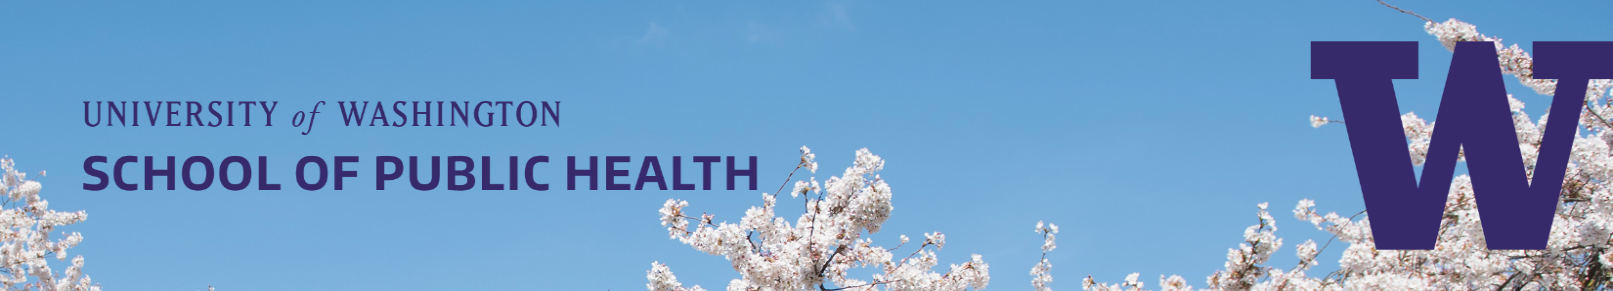 UNIVERSITY of WASHINGTON
SCHOOL OF PUBLIC HEALTH
W